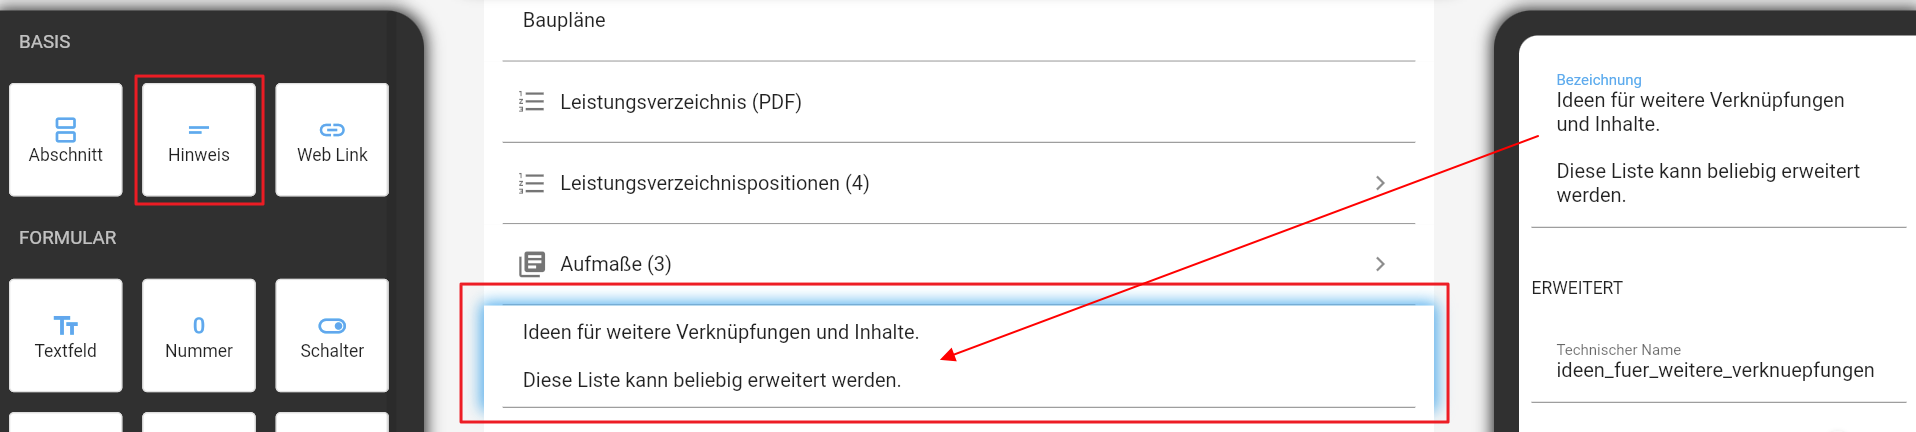 BASIS
Abschnitt
Hinweis
Web Link
FORMULAR
Textfeld
0
Nummer
Schalter
Baupläne
Leistungsverzeichnis (PDF)
Leistungsverzeichnispositionen (4)
Aufmaße (3)
Ideen für weitere Verknüpfungen und Inhalte.
Diese Liste kann beliebig erweitert werden.
Bezeichnung
Ideen für weitere Verknüpfungen
und Inhalte.
Diese Liste kann beliebig erweitert
werden.
ERWEITERT
Technischer Name
ideen_fuer_weitere_verknuepfungen